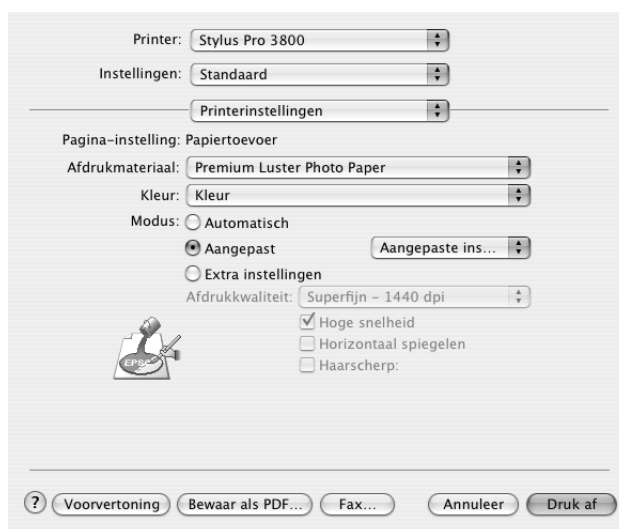 Printer: Stylus Pro 3800
Instellingen: Standaard
Printerinstellingen
Pagina-instelling: Papiertoevoer
Afdrukmateriaal: Premium Luster Photo Paper
Kleur: Kleur
Modus: Automatisch
Aangepast Aangepaste ins...
Extra instellingen
Afdrukkwaliteit: Superfijn – 1440 dpi
Hoge snelheid
Horizontaal spiegelen
Haarscherp:
EPSO
? Voorvertoning Bewaar als PDF... Fax... Annuleer Druk af